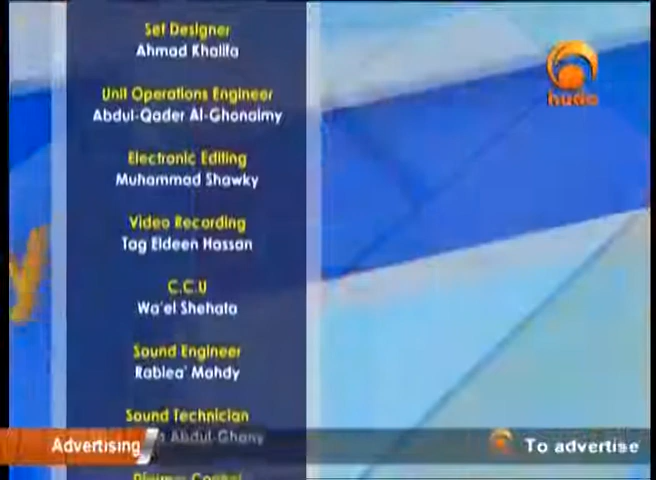 Set Designer
Ahmad Khalifa
Unit Operations Engineer
Abdul-Qader Al-Ghonaimy
Electronic Editing
Muhammad Shawky
Video Recording
Tag Eldeen Hassan
C.C.U
Wa'el Shehata
Sound Engineer
Rabiea' Mahdy
Sound Technician
Abdul-Ghany
huda
Advertising
To advertise